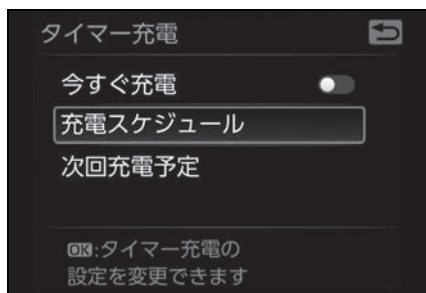 タイマー充電
今すぐ充電
充電スケジュール
次回充電予定
OK:タイマー充電の
設定を変更できます